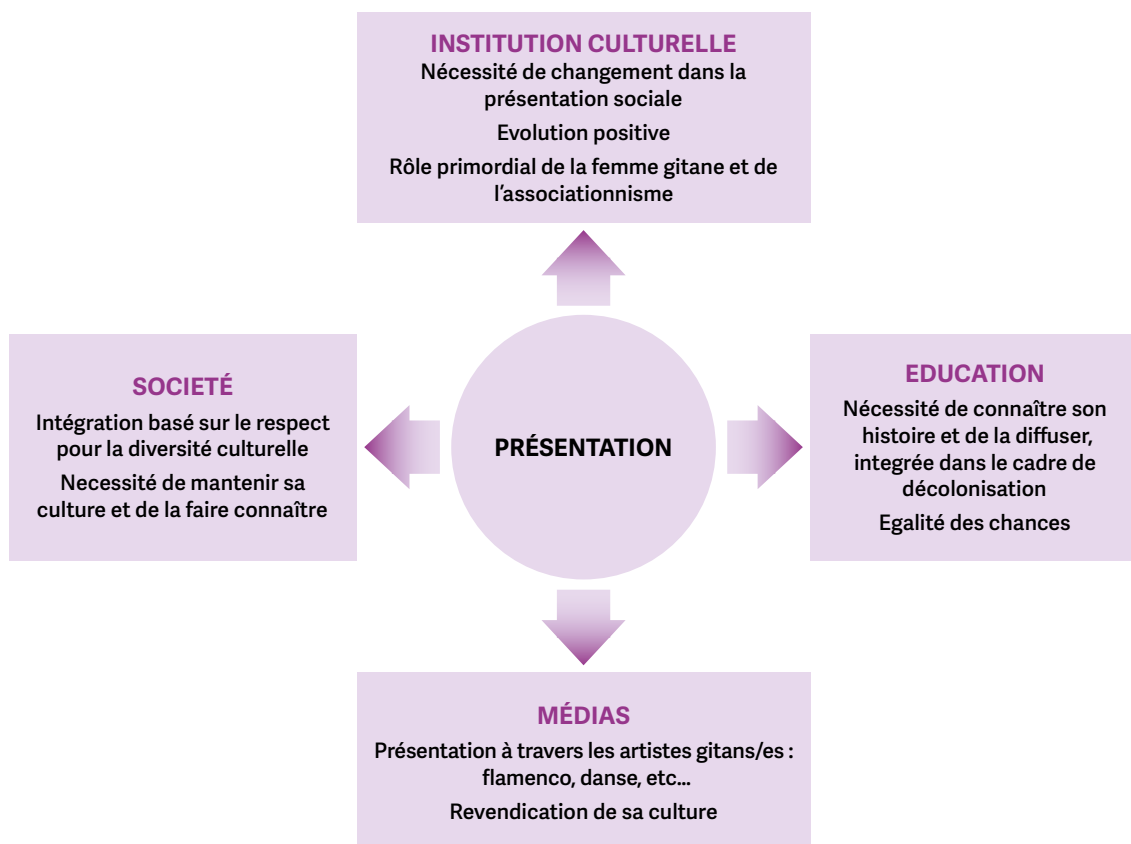 INSTITUTION CULTURELLE
Nécessité de changement dans la
présentation sociale
Evolution positive
Rôle primordial de la femme gitane et de
l'associationnisme
SOCIETÉ
Intégration basé sur le respect
pour la diversité culturelle
Necessité de mantenir sa
culture et de la faire connaître
PRÉSENTATION
EDUCATION
Nécessité de connaître son
histoire et de la diffuser,
integrée dans le cadre de
décolonisation
Egalité des chances
MÉDIAS
Présentation à travers les artistes gitans/es :
flamenco, danse, etc...
Revendication de sa culture